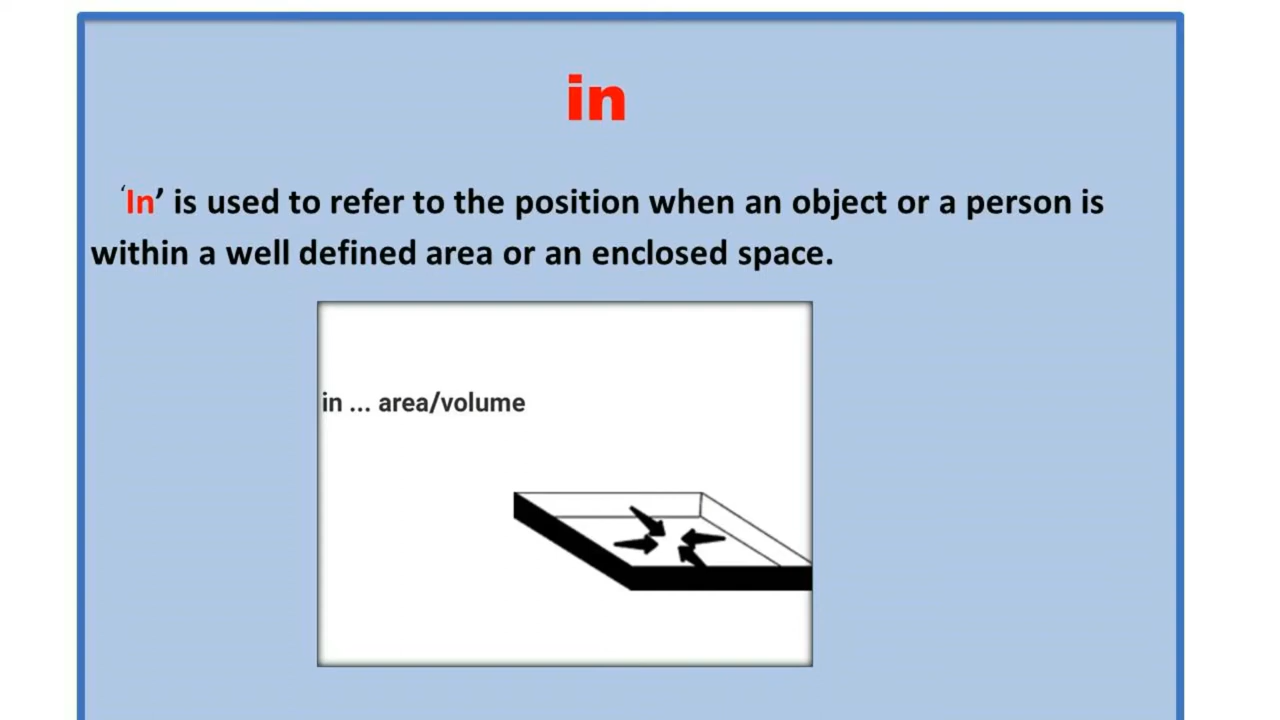 in
‘In’ is used to refer to the position when an object or a person is
within a well defined area or an enclosed space.
in ... area/volume